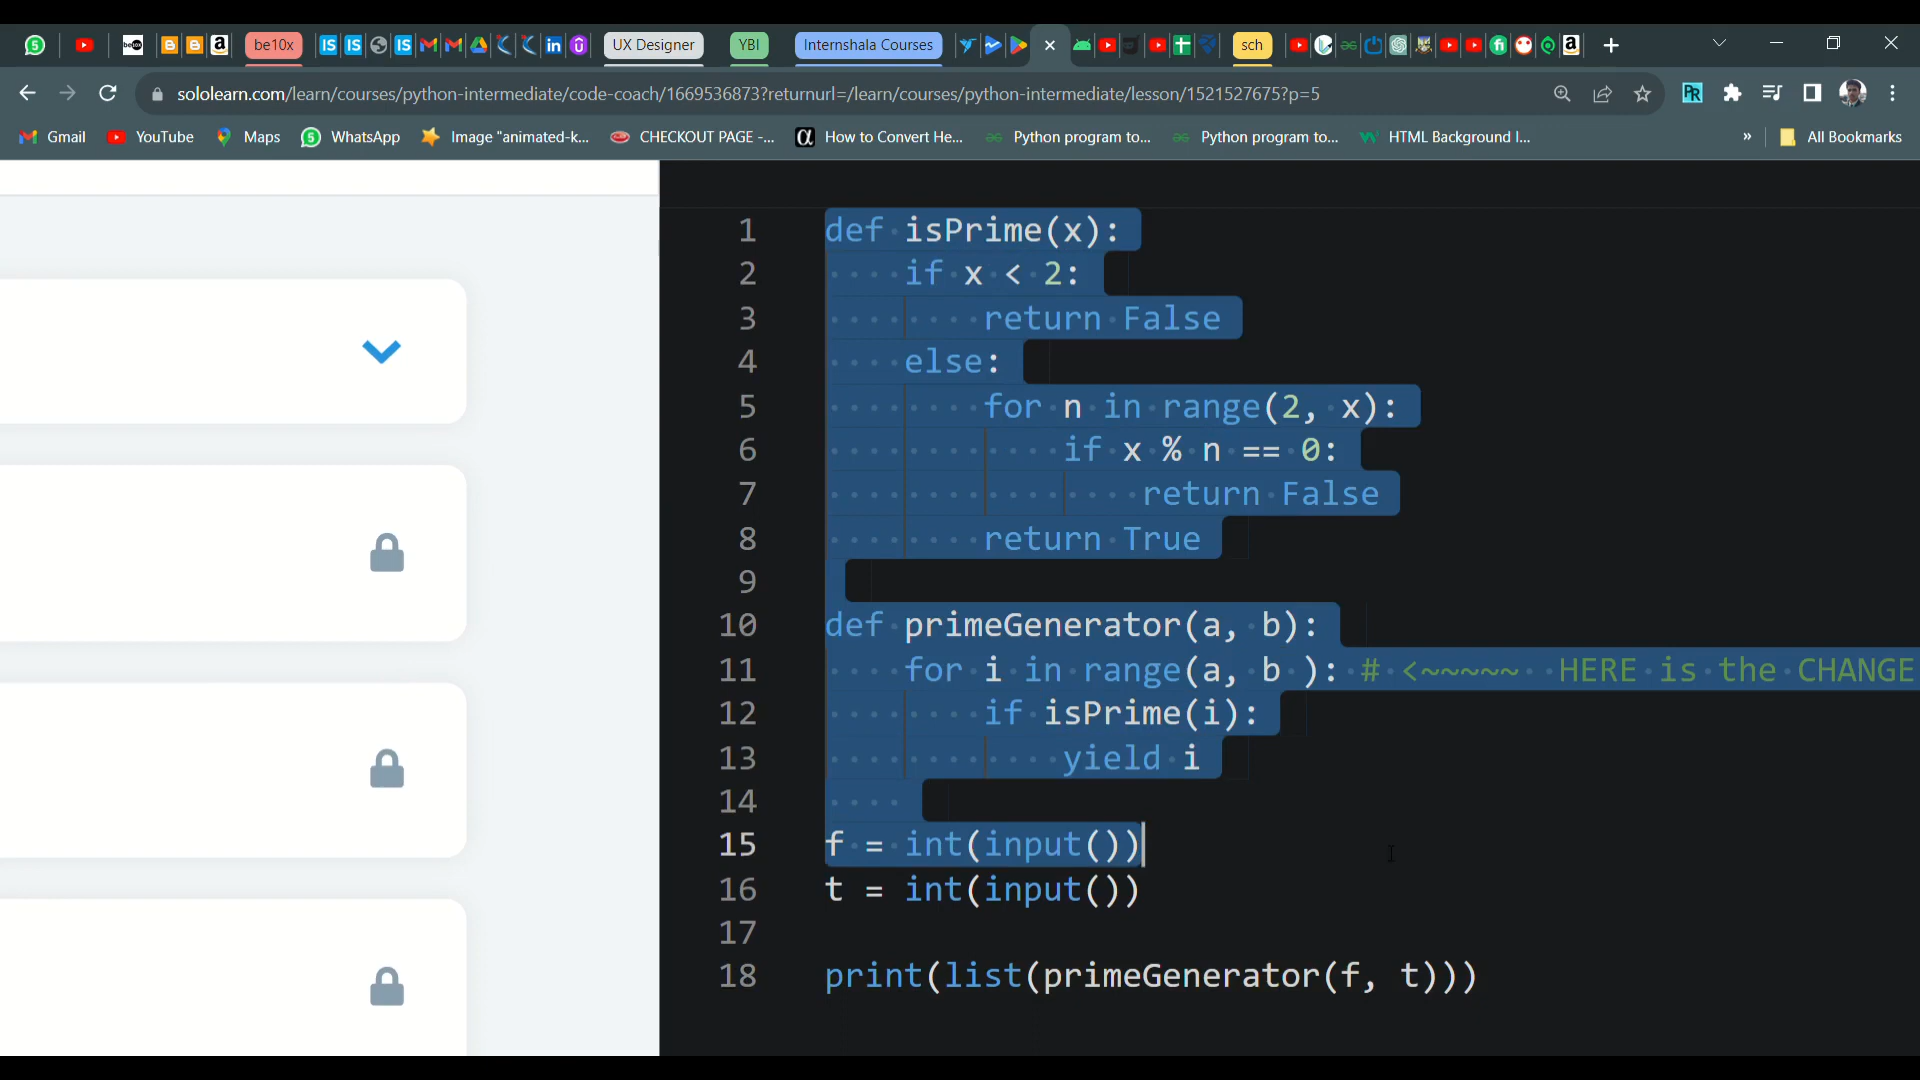 be10x
UX Designer
YBI
Internshala Courses
sch
sololearn.com/learn/courses/python-intermediate/code-coach/1669536873?returnurl=/learn/courses/python-intermediate/lesson/1521527675?p=5
Gmail
YouTube
Maps
WhatsApp
Image "animated-k...
CHECKOUT PAGE -...
How to Convert He...
Python program to...
Python program to...
HTML Background I...
»
All Bookmarks
1 def isPrime(x):
2     if x < 2:
3         return False
4     else:
5         for n in range(2, x):
6             if x % n == 0:
7                 return False
8         return True
9
10 def primeGenerator(a, b):
11     for i in range(a, b ): # <~~~~~  HERE is the CHANGE
12         if isPrime(i):
13             yield i
14
15 f = int(input())
16 t = int(input())
17
18 print(list(primeGenerator(f, t)))